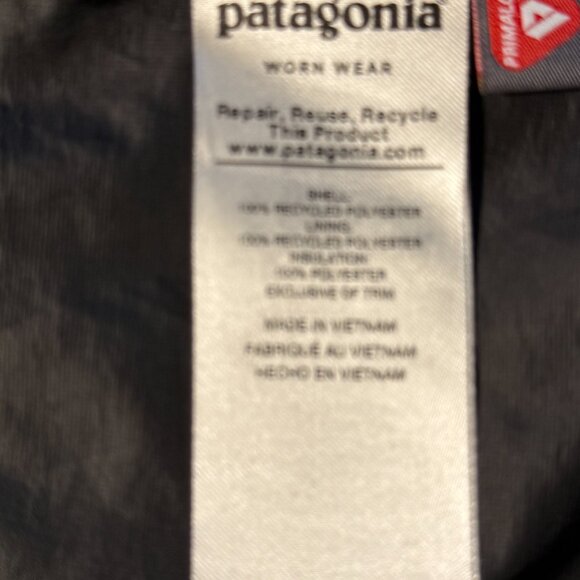 patagonia
WORN WEAR
Repair, Reuse, Recycle
This Product
www.patagonia.com
SHELL:
100% RECYCLED POLYESTER
LINING:
100% RECYCLED POLYESTER
INSULATION:
100% POLYESTER
EXCLUSIVE OF TRIM
MADE IN VIETNAM
FABRIQUÉ AU VIETNAM
HECHO EN VIETNAM
PRIMALO